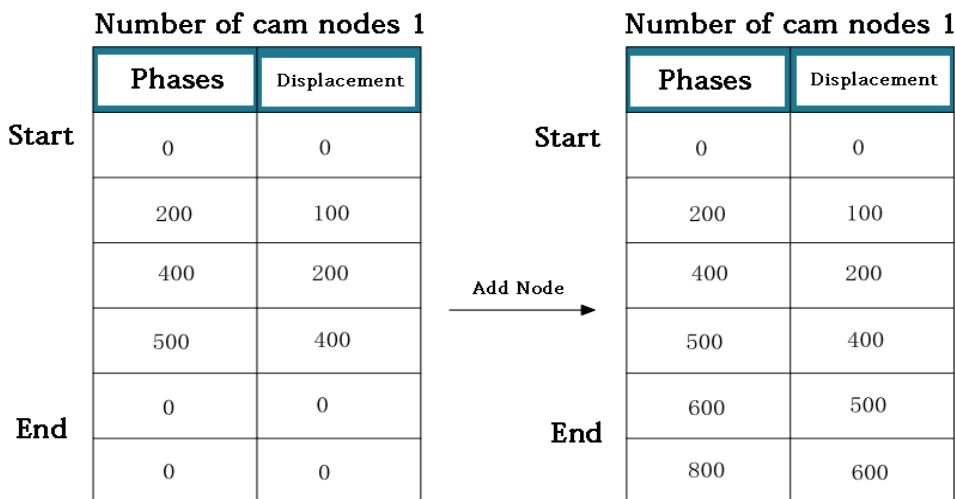 Number of cam nodes 1
Phases Displacement
Start 0 0
200 100
400 200
500 400
End 0 0
0 0
Add Node
Number of cam nodes 1
Phases Displacement
Start 0 0
200 100
400 200
500 400
End 600 500
800 600